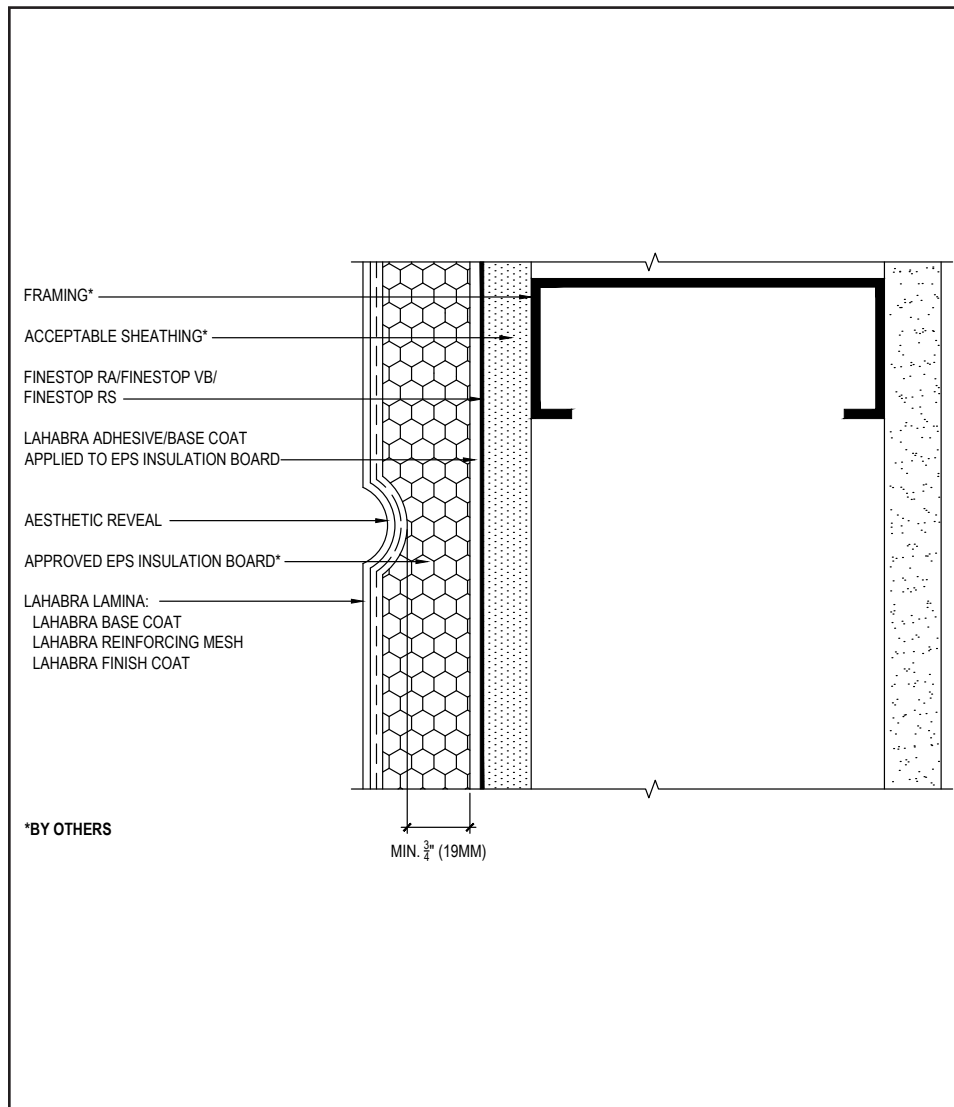 FRAMING*
ACCEPTABLE SHEATHING*
FINESTOP RA/FINESTOP VB/
FINESTOP RS
LAHABRA ADHESIVE/BASE COAT
APPLIED TO EPS INSULATION BOARD
AESTHETIC REVEAL
APPROVED EPS INSULATION BOARD*
LAHABRA LAMINA:
LAHABRA BASE COAT
LAHABRA REINFORCING MESH
LAHABRA FINISH COAT
*BY OTHERS
MIN. 3/4" (19MM)